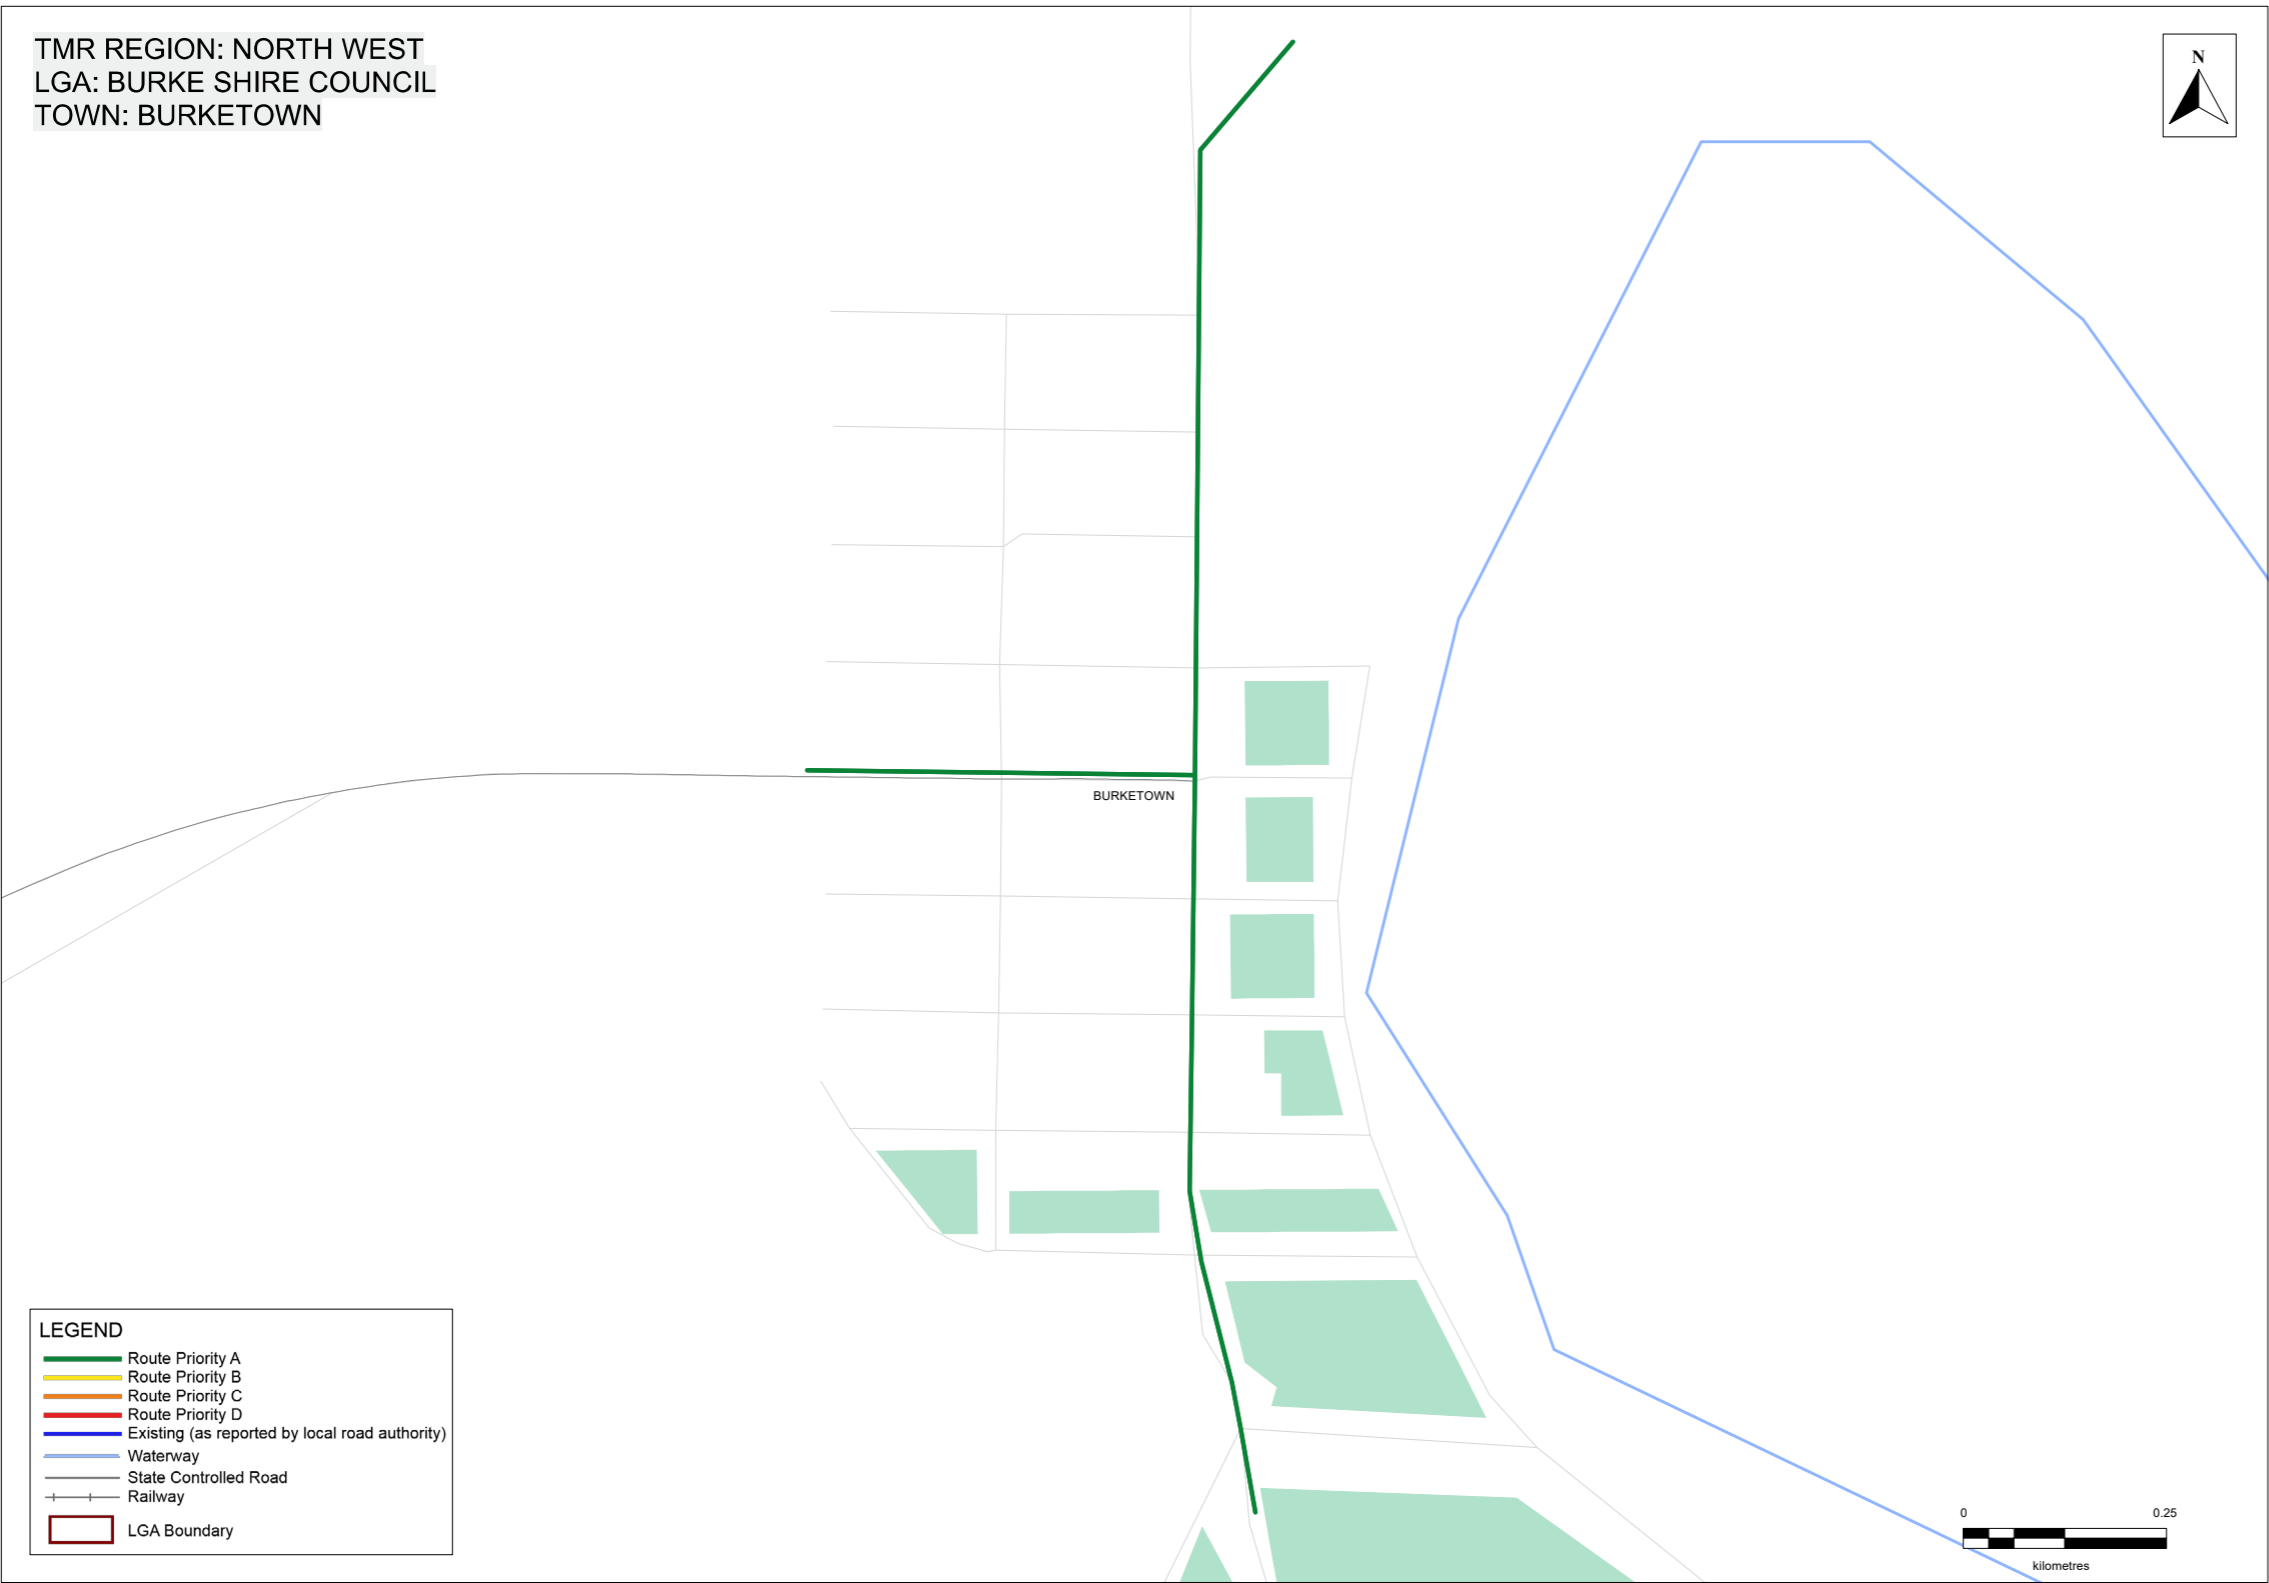 TMR REGION: NORTH WEST
LGA: BURKE SHIRE COUNCIL
TOWN: BURKETOWN
N
BURKETOWN
LEGEND
Route Priority A
Route Priority B
Route Priority C
Route Priority D
Existing (as reported by local road authority)
Waterway
State Controlled Road
Railway
LGA Boundary
0 0.25
kilometres